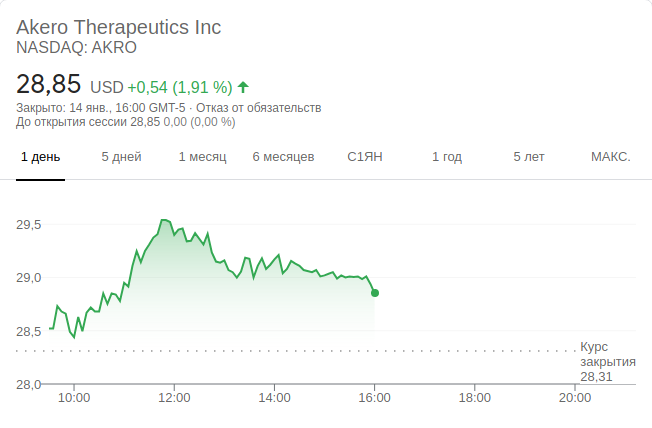 Akero Therapeutics Inc
NASDAQ: AKRO
28,85 USD +0,54 (1,91 %)
Закрыто: 14 янв., 16:00 GMT-5 · Отказ от обязательств
До открытия сессии 28,85 0,00 (0,00 %)
1 день 5 дней 1 месяц 6 месяцев С1ЯН 1 год 5 лет МАКС.
29,5
29,0
28,5
Курс
закрытия
28,31
28,0
10:00 12:00 14:00 16:00 18:00 20:00